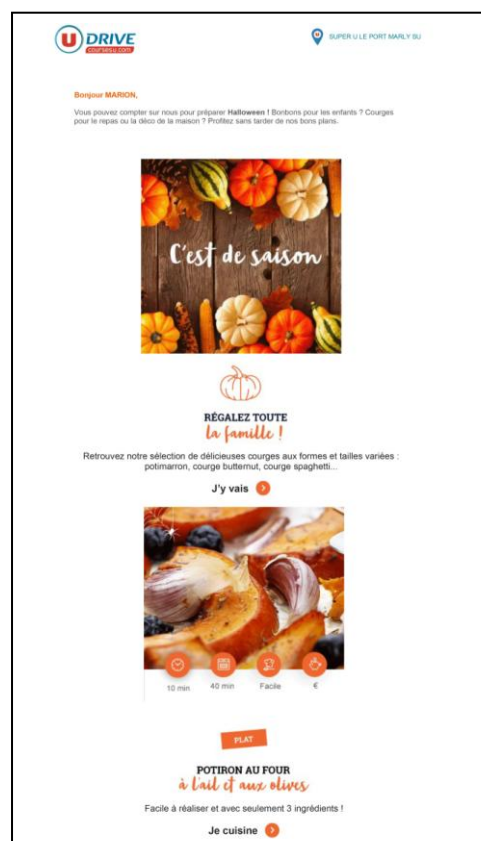 U DRIVE
coursesu.com
SUPER U LE PORT MARLY SU
Bonjour MARION,
Vous pouvez compter sur nous pour préparer Halloween ! Bonbons pour les enfants ? Courges
pour le repas ou la déco de la maison ? Profitez sans tarder de nos bons plans.
C'est de saison
RÉGALEZ TOUTE
la famille !
Retrouvez notre sélection de délicieuses courges aux formes et tailles variées :
potimarron, courge butternut, courge spaghetti...
J'y vais
10 min 40 min Facile €
PLAT
POTIRON AU FOUR
à l'ail et aux olives
Facile à réaliser et avec seulement 3 ingrédients !
Je cuisine